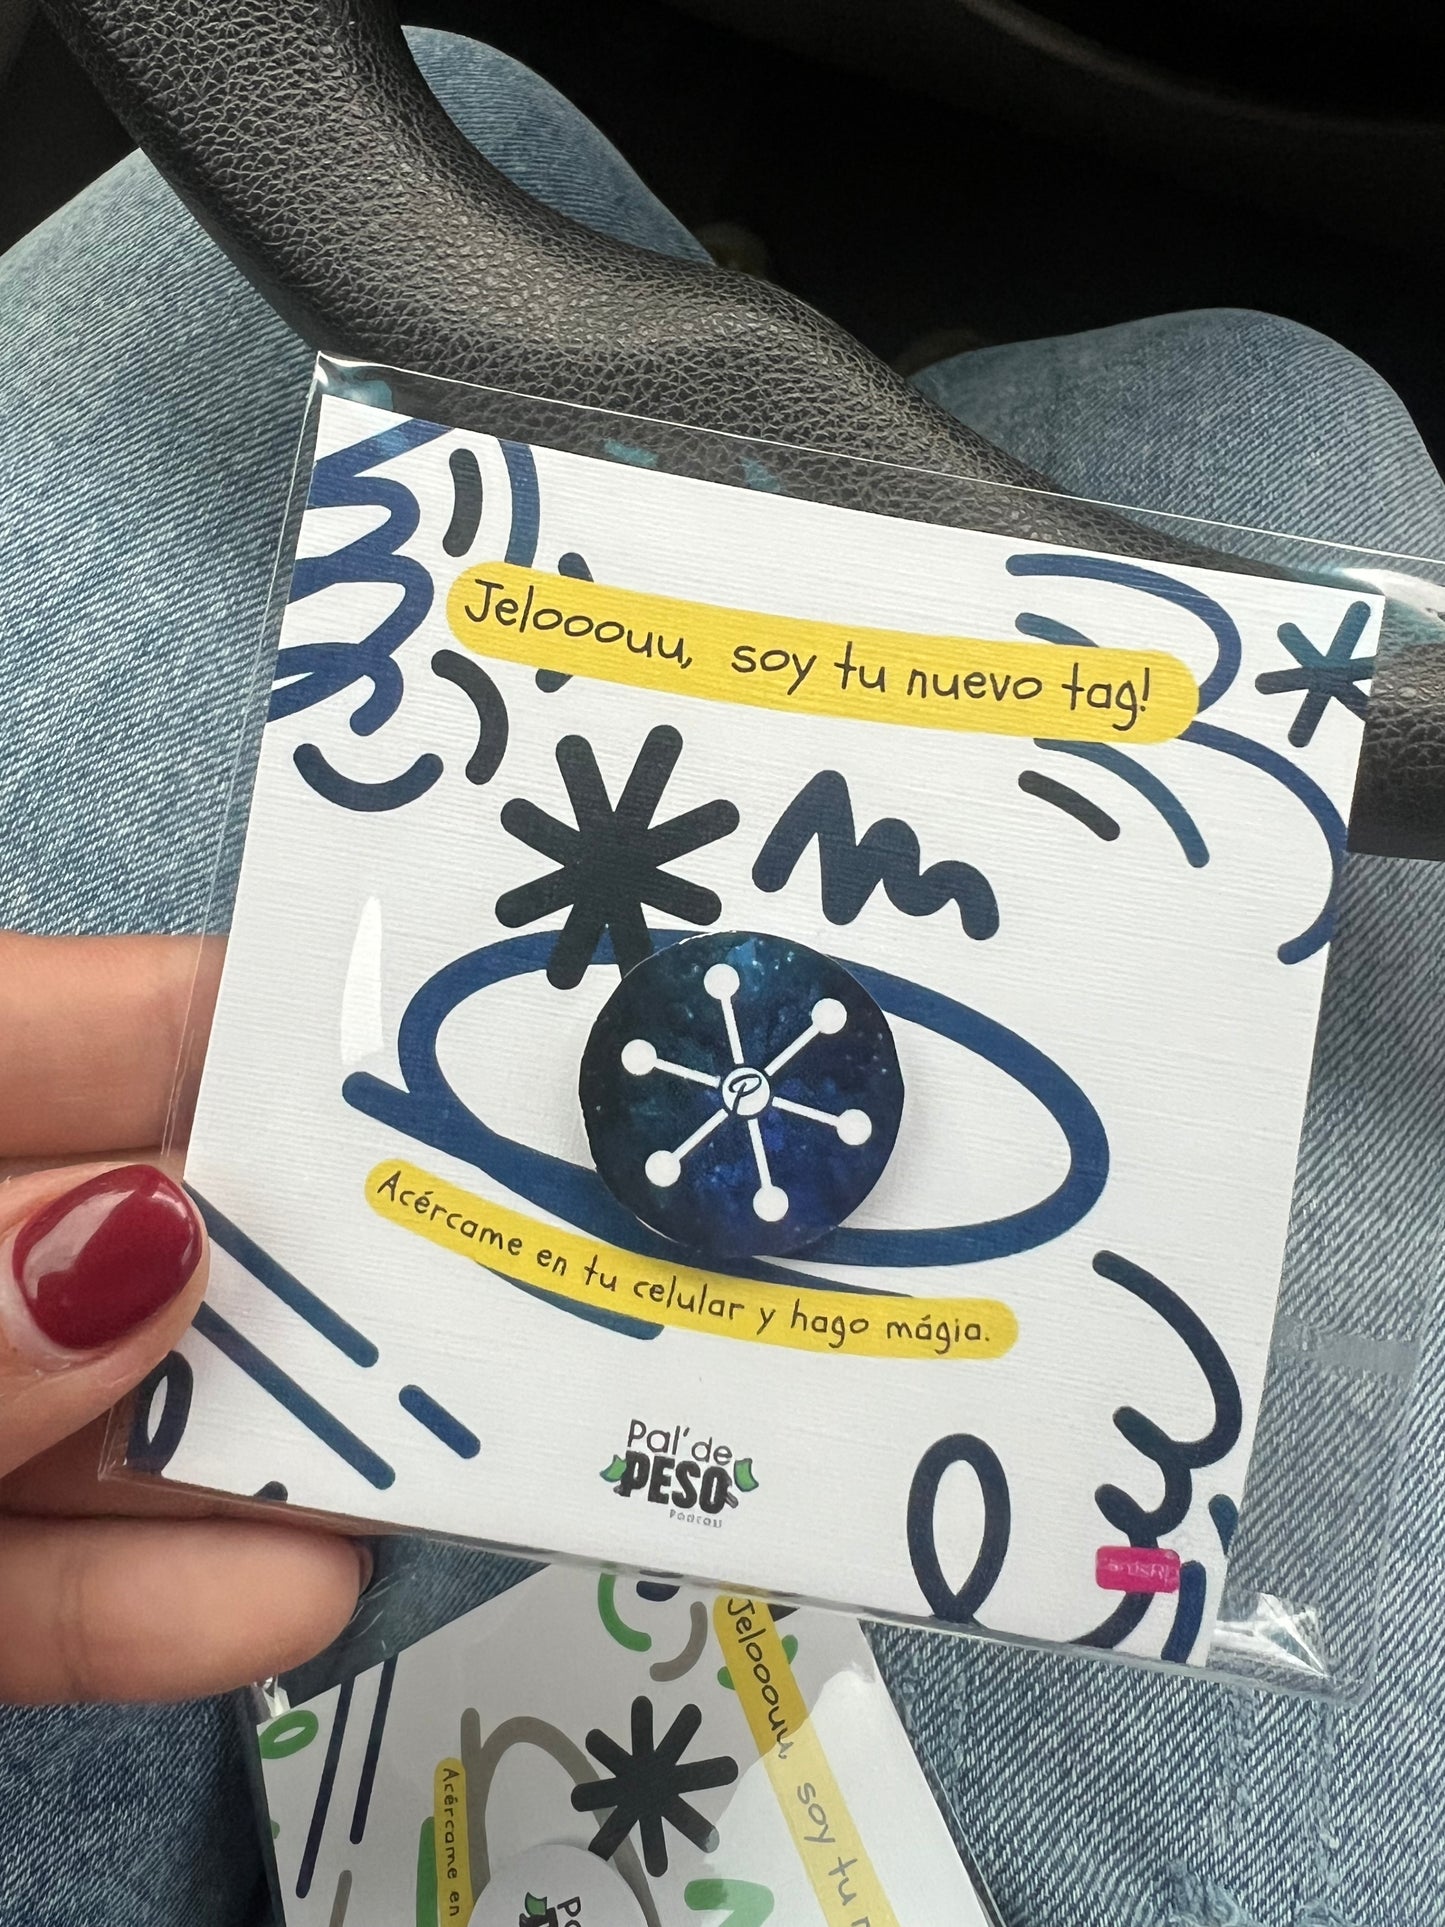 Jelooouu, soy tu nuevo tag!
P
Acércame en tu celular y hago mágia.
Pal' de
PESO
Podcast
Jelooouu, soy tu
Acércame en